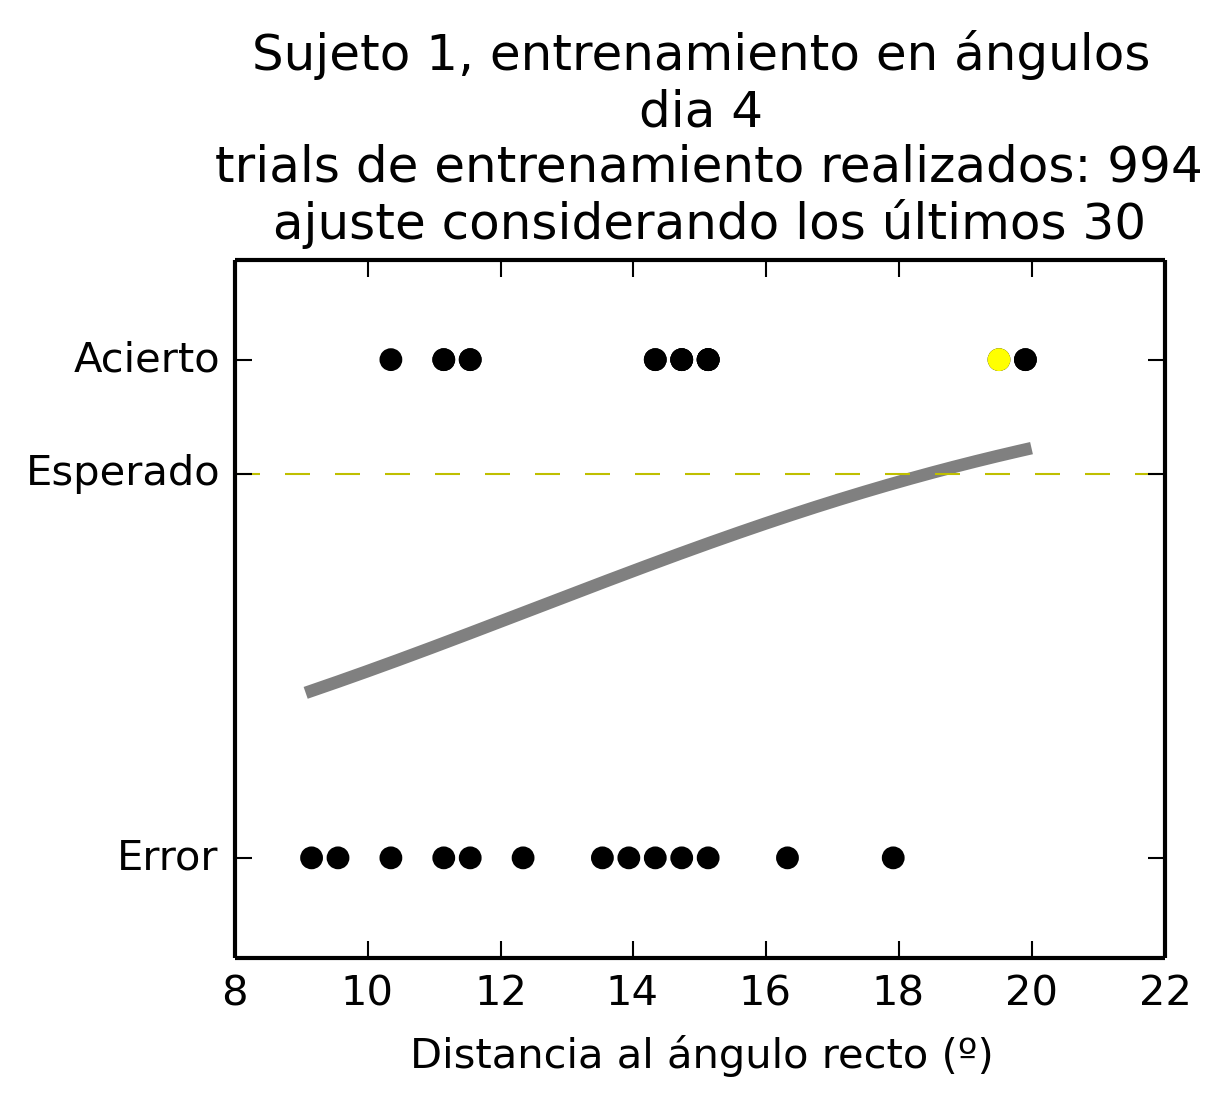 Sujeto 1, entrenamiento en ángulos
dia 4
trials de entrenamiento realizados: 994
ajuste considerando los últimos 30
Acierto
Esperado
Error
8 10 12 14 16 18 20 22
Distancia al ángulo recto (º)